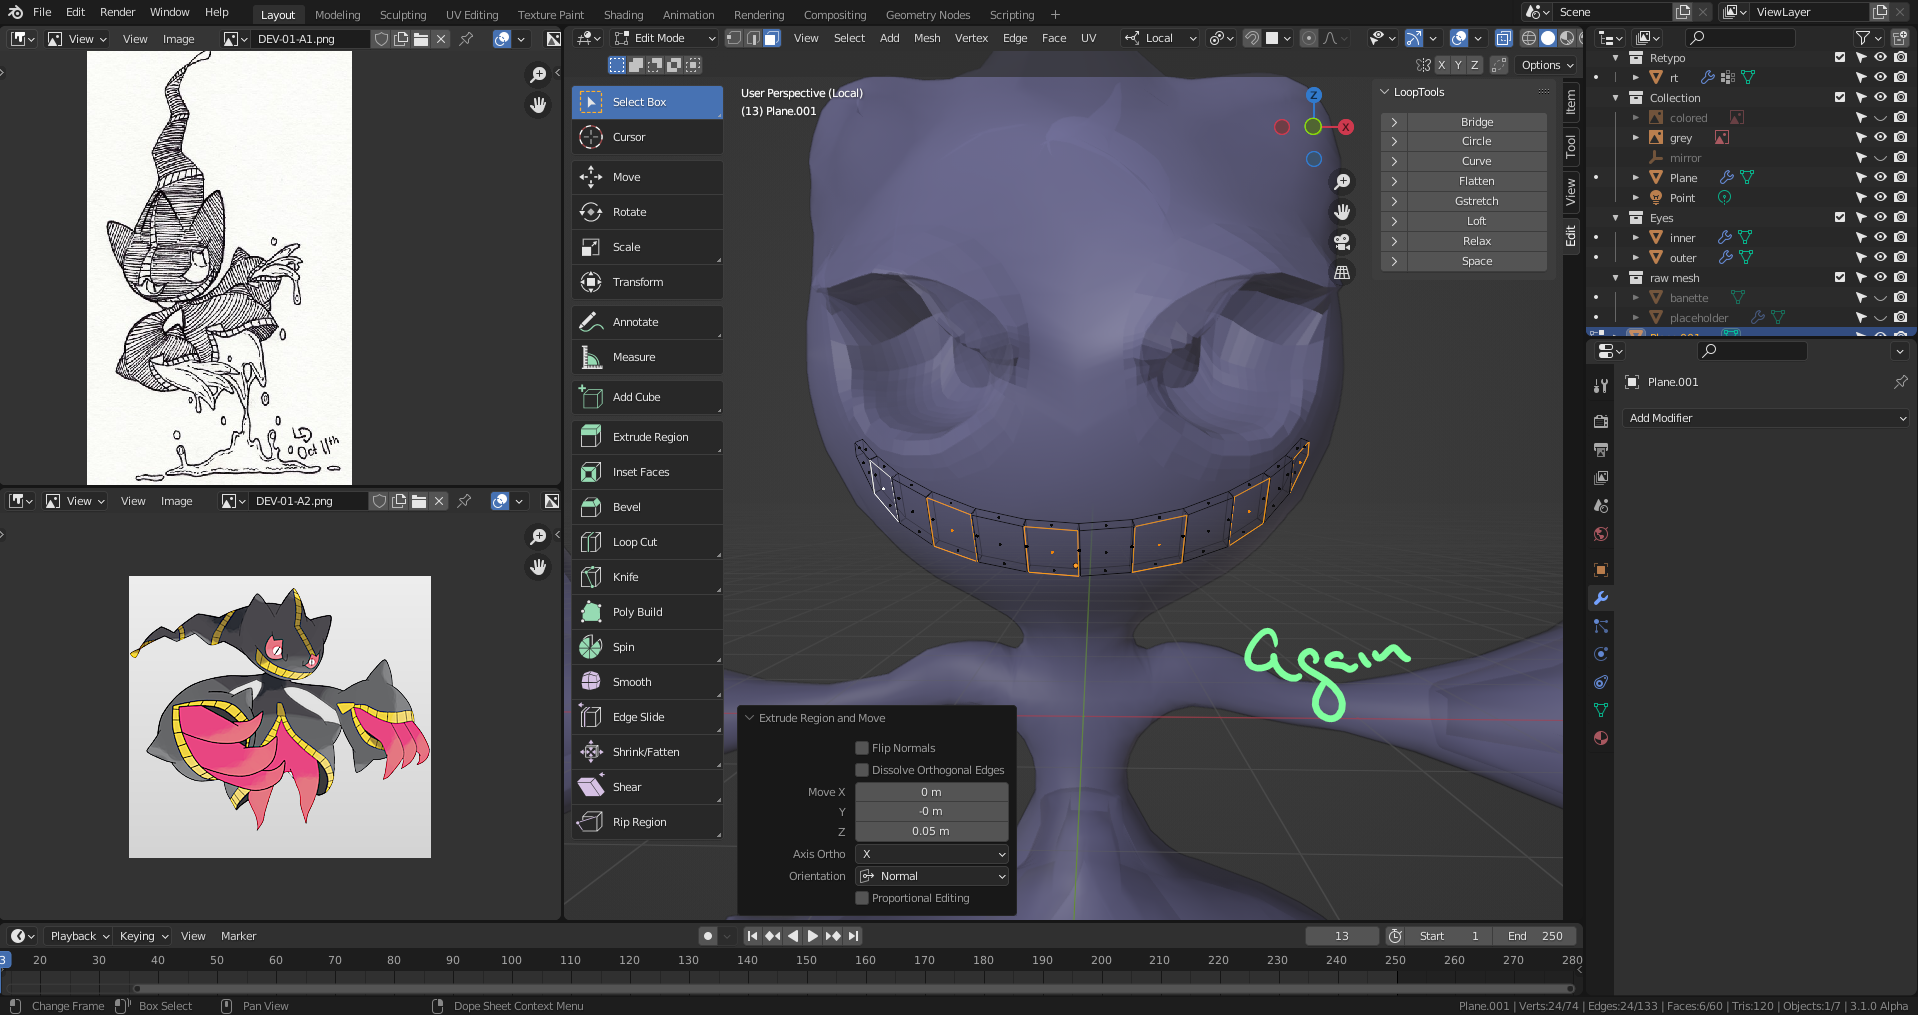 File Edit Render Window Help Layout Modeling Sculpting UV Editing Texture Paint Shading Animation Rendering Compositing Geometry Nodes Scripting + Scene ViewLayer
View View Image DEV-01-A1.png
Edit Mode View Select Add Mesh Vertex Edge Face UV Local
X Y Z Options
Oct 11th
View View Image DEV-01-A2.png
Select Box
Cursor
Move
Rotate
Scale
Transform
Annotate
Measure
Add Cube
Extrude Region
Inset Faces
Bevel
Loop Cut
Knife
Poly Build
Spin
Smooth
Edge Slide
Shrink/Fatten
Shear
Rip Region
User Perspective (Local)
(13) Plane.001
Z
X
LoopTools
Bridge
Circle
Curve
Flatten
Gstretch
Loft
Relax
Space
Item
Tool
View
Edit
Again
Extrude Region and Move
Flip Normals
Dissolve Orthogonal Edges
Move X 0 m
Y -0 m
Z 0.05 m
Axis Ortho X
Orientation Normal
Proportional Editing
Retypo
rt
Collection
colored
grey
mirror
Plane
Point
Eyes
inner
outer
raw mesh
banette
placeholder
Plane.001
Plane.001
Add Modifier
Playback Keying View Marker 13 Start 1 End 250
3 20 30 40 50 60 70 80 90 100 110 120 130 140 150 160 170 180 190 200 210 220 230 240 250 260 270 280
Change Frame Box Select Pan View Dope Sheet Context Menu Plane.001 | Verts:24/74 | Edges:24/133 | Faces:6/60 | Tris:120 | Objects:1/7 | 3.1.0 Alpha